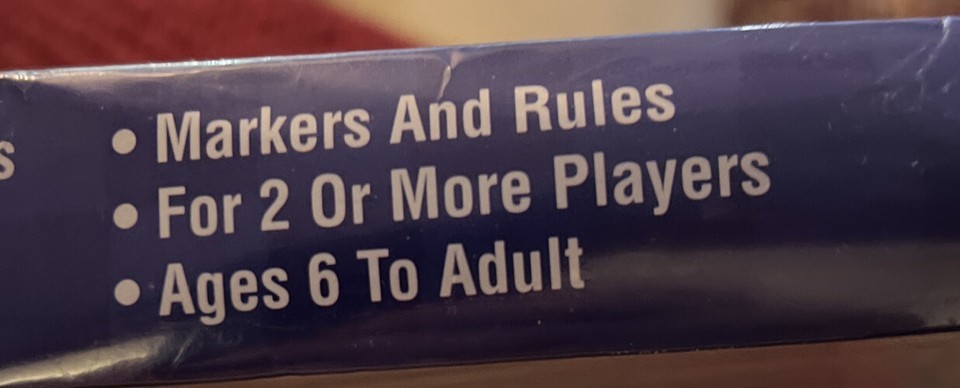 • Markers And Rules
• For 2 Or More Players
• Ages 6 To Adult